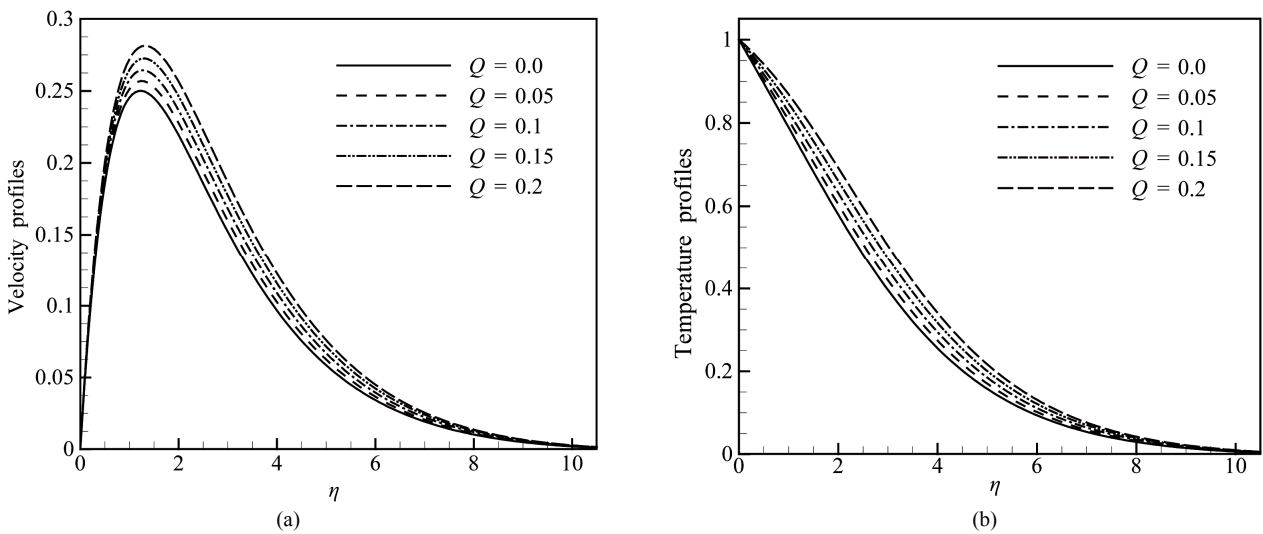 0.3
0.25
0.2
0.15
0.1
0.05
0
Velocity profiles
Q = 0.0
Q = 0.05
Q = 0.1
Q = 0.15
Q = 0.2
0 2 4 6 8 10
η
(a)
1
0.8
0.6
0.4
0.2
0
Temperature profiles
Q = 0.0
Q = 0.05
Q = 0.1
Q = 0.15
Q = 0.2
0 2 4 6 8 10
η
(b)